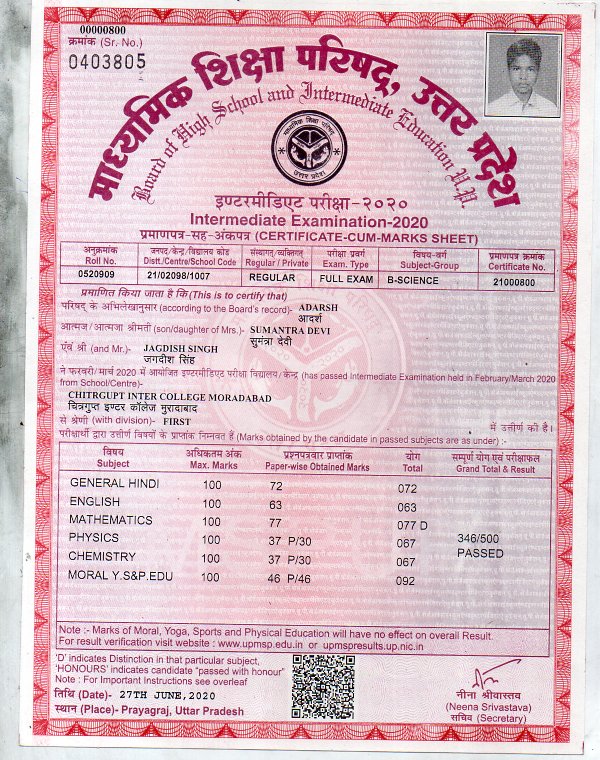 00000800
क्रमांक (Sr. No.)
0403805
माध्यमिक शिक्षा परिषद्, उत्तर प्रदेश
Board of High School and Intermediate Education U.P.
माध्यमिक शिक्षा परिषद
उत्तर प्रदेश
इण्टरमीडिएट परीक्षा-२०२०
Intermediate Examination-2020
प्रमाणपत्र-सह-अंकपत्र (CERTIFICATE-CUM-MARKS SHEET)
अनुक्रमांक जनपद/केन्द्र/विद्यालय कोड संस्थागत/व्यक्तिगत परीक्षा प्रवर्ग विषय-वर्ग प्रमाणपत्र क्रमांक
Roll No. Distt./Centre/School Code Regular / Private Exam. Type Subject-Group Certificate No.
0520909 21/02098/1007 REGULAR FULL EXAM B-SCIENCE 21000800
प्रमाणित किया जाता है कि (This is to certify that)
परिषद् के अभिलेखानुसार (according to the Board's record)- ADARSH
आदर्श
आत्मज / आत्मजा श्रीमती (son/daughter of Mrs.)- SUMANTRA DEVI
सुमंत्रा देवी
एंवं श्री (and Mr.)- JAGDISH SINGH
जगदीश सिंह
ने फरवरी/ मार्च 2020 में आयोजित इण्टरमीडिएट परीक्षा विद्यालय/ केन्द्र (has passed Intermediate Examination held in February/March 2020
from School/Centre)-
CHITRGUPT INTER COLLEGE MORADABAD
चित्रगुप्त इण्टर कॉलेज मुरादाबाद
से श्रेणी (with division)- FIRST में उत्तीर्ण की है।
परीक्षार्थी द्वारा उत्तीर्ण विषयों के प्राप्तांक निम्नवत हैं (Marks obtained by the candidate in passed subjects are as under) :-
विषय अधिकतम अंक प्रश्नपत्रवार प्राप्तांक योग सम्पूर्ण योग एवं परीक्षाफल
Subject Max. Marks Paper-wise Obtained Marks Total Grand Total & Result
GENERAL HINDI 100 72 072
ENGLISH 100 63 063
MATHEMATICS 100 77 077 D
PHYSICS 100 37 P/30 067 346/500
CHEMISTRY 100 37 P/30 067 PASSED
MORAL Y.S&P.EDU 100 46 P/46 092
Note :- Marks of Moral, Yoga, Sports and Physical Education will have no effect on overall Result.
For result verification visit website : www.upmsp.edu.in or upmspresults.up.nic.in
'D' indicates Distinction in that particular subject,
'HONOURS' indicates candidate "passed with honour"
Note : For Important Instructions see overleaf
तिथि (Date)- 27TH JUNE,2020
स्थान (Place)- Prayagraj, Uttar Pradesh
नीना श्रीवास्तव
(Neena Srivastava)
सचिव (Secretary)